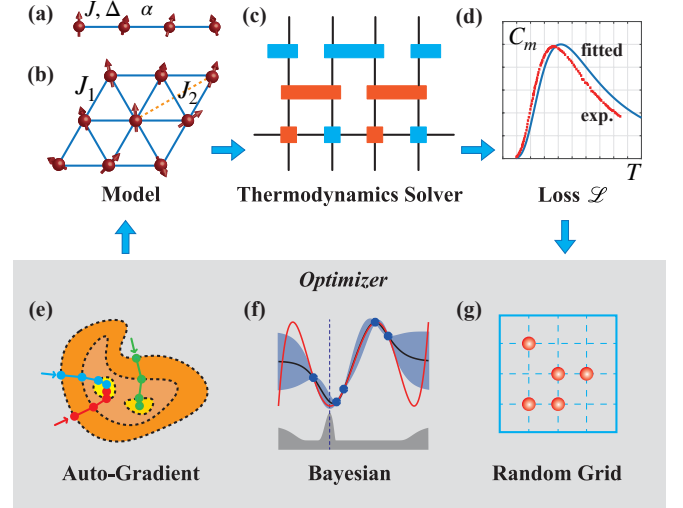 (a)
J, Δ α
(b)
J₁
J₂
Model
(c)
Thermodynamics Solver
(d)
Cₘ
fitted
exp.
T
Loss ℒ
Optimizer
(e)
Auto-Gradient
(f)
Bayesian
(g)
Random Grid